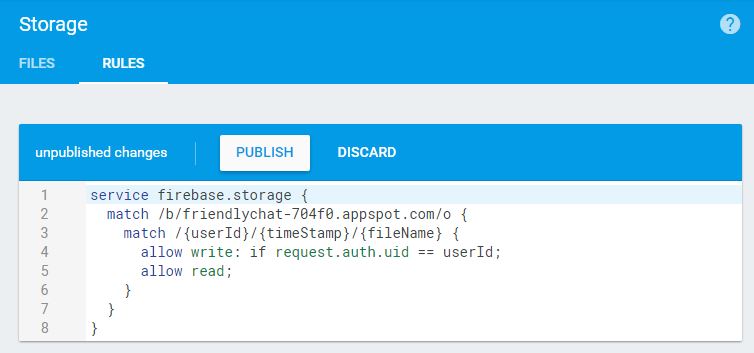 Storage
?
FILES RULES
unpublished changes PUBLISH DISCARD
1 service firebase.storage {
2 match /b/friendlychat-704f0.appspot.com/o {
3 match /{userId}/{timeStamp}/{fileName} {
4 allow write: if request.auth.uid == userId;
5 allow read;
6 }
7 }
8 }